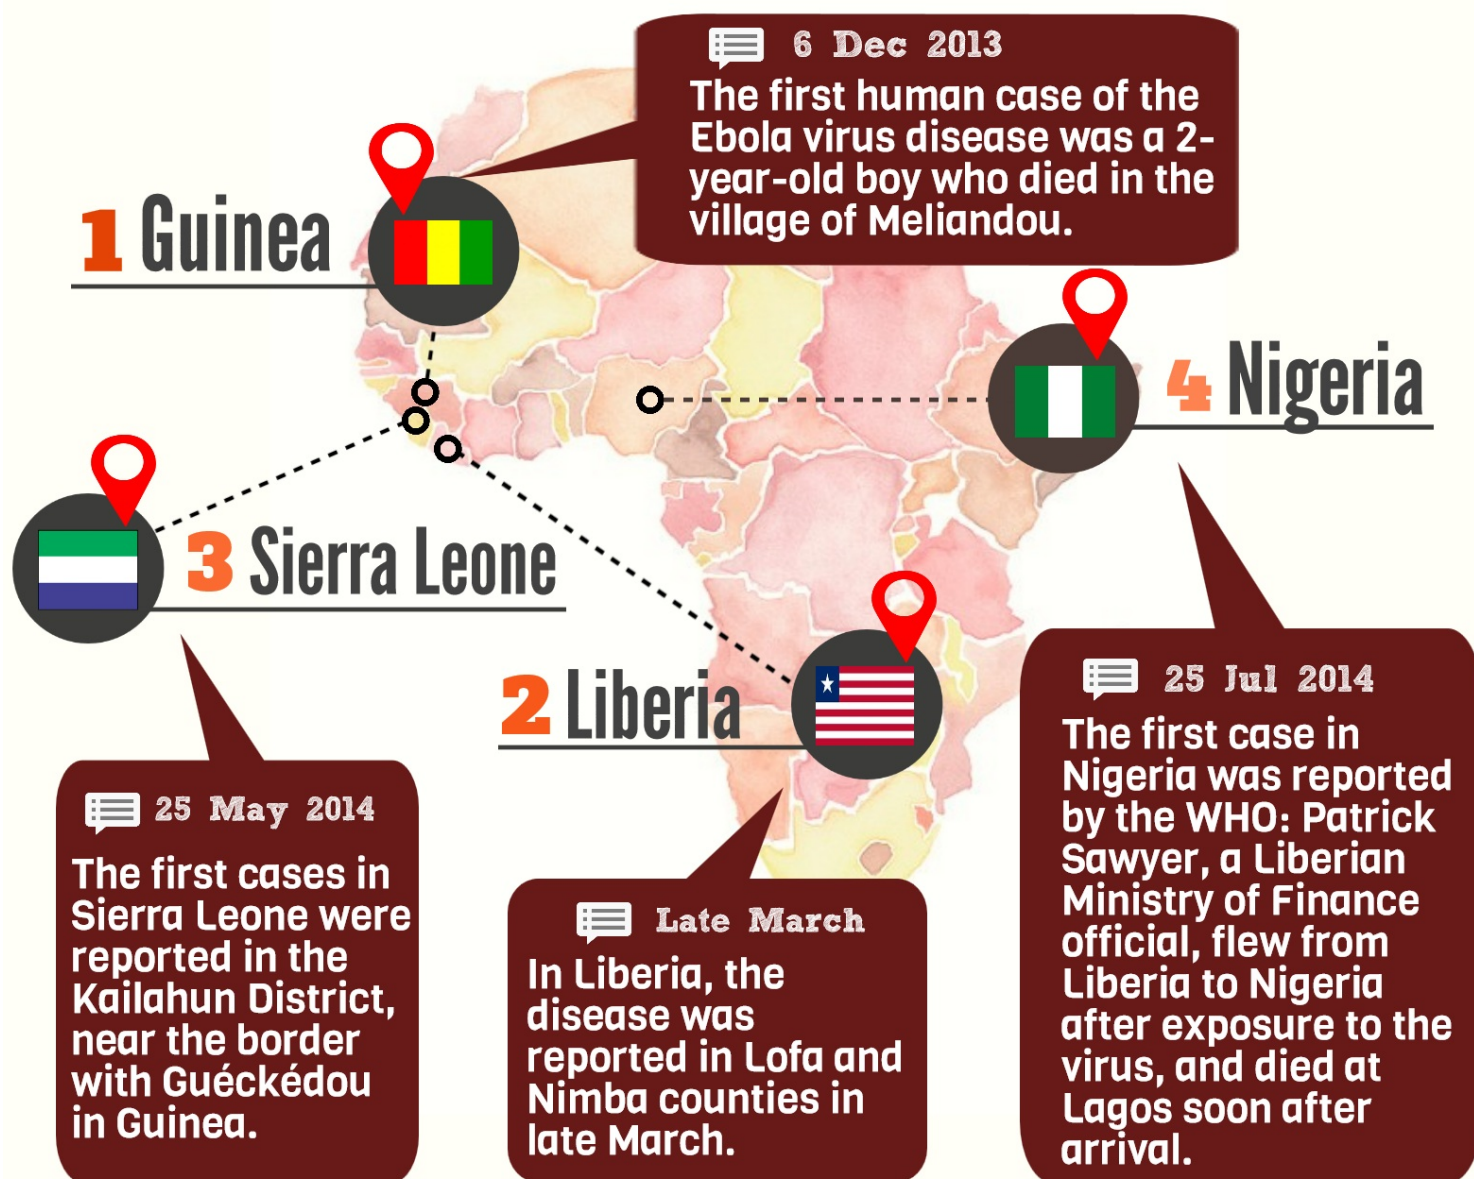 6 Dec 2013
The first human case of the
Ebola virus disease was a 2-
year-old boy who died in the
village of Meliandou.
1 Guinea
4 Nigeria
3 Sierra Leone
2 Liberia
25 May 2014
The first cases in
Sierra Leone were
reported in the
Kailahun District,
near the border
with Guéckédou
in Guinea.
Late March
In Liberia, the
disease was
reported in Lofa and
Nimba counties in
late March.
25 Jul 2014
The first case in
Nigeria was reported
by the WHO: Patrick
Sawyer, a Liberian
Ministry of Finance
official, flew from
Liberia to Nigeria
after exposure to the
virus, and died at
Lagos soon after
arrival.